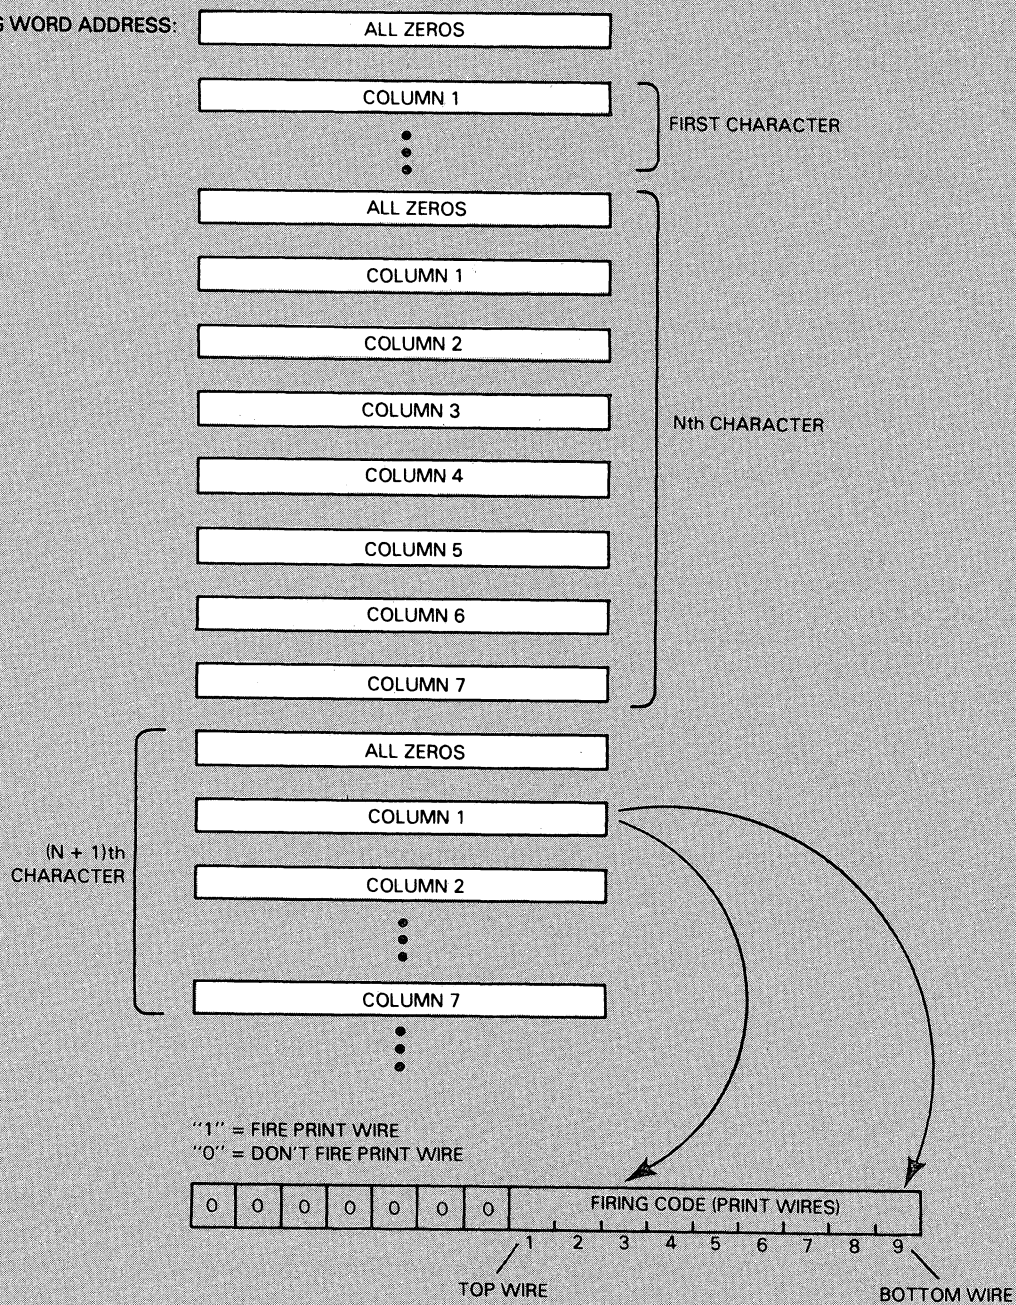 WORD ADDRESS:
ALL ZEROS
COLUMN 1
FIRST CHARACTER
ALL ZEROS
COLUMN 1
COLUMN 2
COLUMN 3
COLUMN 4
COLUMN 5
COLUMN 6
COLUMN 7
Nth CHARACTER
ALL ZEROS
COLUMN 1
COLUMN 2
COLUMN 7
(N + 1)th
CHARACTER
"1" = FIRE PRINT WIRE
"0" = DON'T FIRE PRINT WIRE
0 0 0 0 0 0 0 FIRING CODE (PRINT WIRES)
1 2 3 4 5 6 7 8 9
TOP WIRE
BOTTOM WIRE